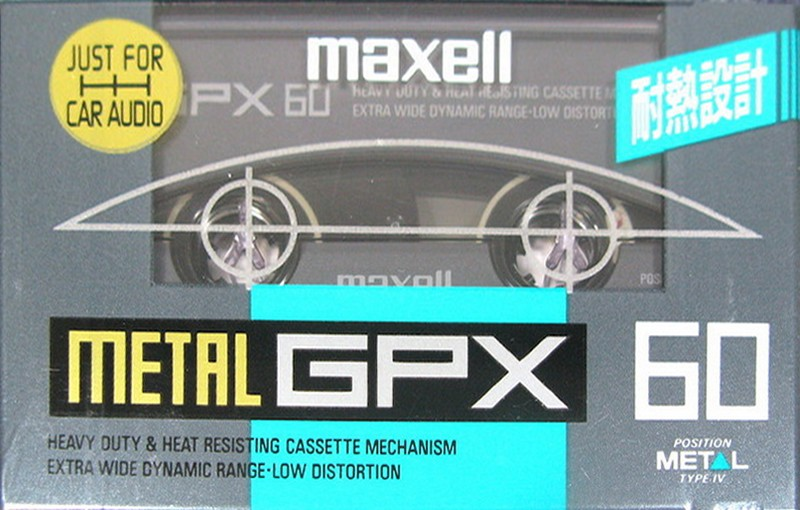 JUST FOR
CAR AUDIO
maxell
耐熱設計
GPX 60
HEAVY DUTY & HEAT RESISTING CASSETTE M
EXTRA WIDE DYNAMIC RANGE·LOW DISTORT
maxell
POS
METAL GPX 60
HEAVY DUTY & HEAT RESISTING CASSETTE MECHANISM
EXTRA WIDE DYNAMIC RANGE·LOW DISTORTION
POSITION
METAL
TYPE IV